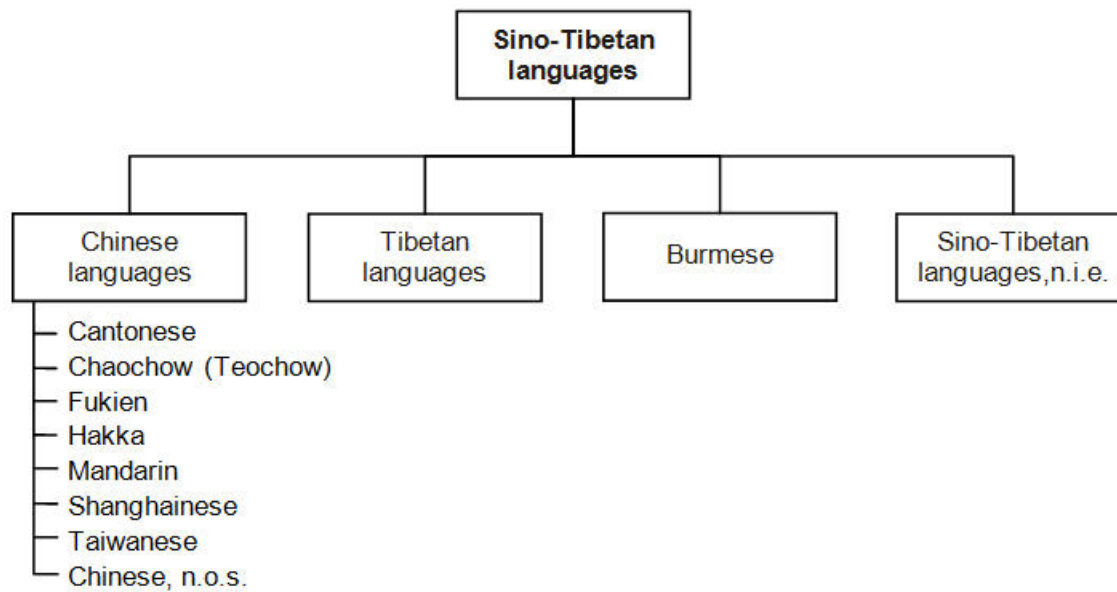 Sino-Tibetan
languages
Chinese
languages
Tibetan
languages
Burmese
Sino-Tibetan
languages,n.i.e.
Cantonese
Chaochow (Teochow)
Fukien
Hakka
Mandarin
Shanghainese
Taiwanese
Chinese, n.o.s.